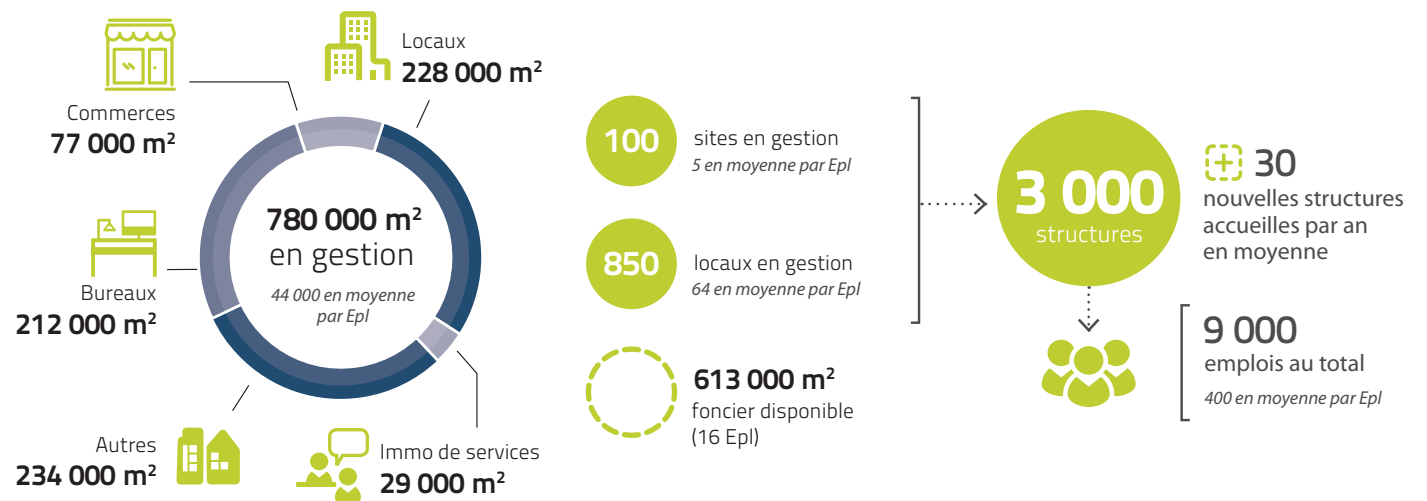 Locaux
228 000 m²
Commerces
77 000 m²
780 000 m²
en gestion
44 000 en moyenne
par Epl
Bureaux
212 000 m²
Autres
234 000 m²
Immo de services
29 000 m²
100
sites en gestion
5 en moyenne par Epl
850
locaux en gestion
64 en moyenne par Epl
613 000 m²
foncier disponible
(16 Epl)
3 000
structures
30
nouvelles structures
accueilles par an
en moyenne
9 000
emplois au total
400 en moyenne par Epl